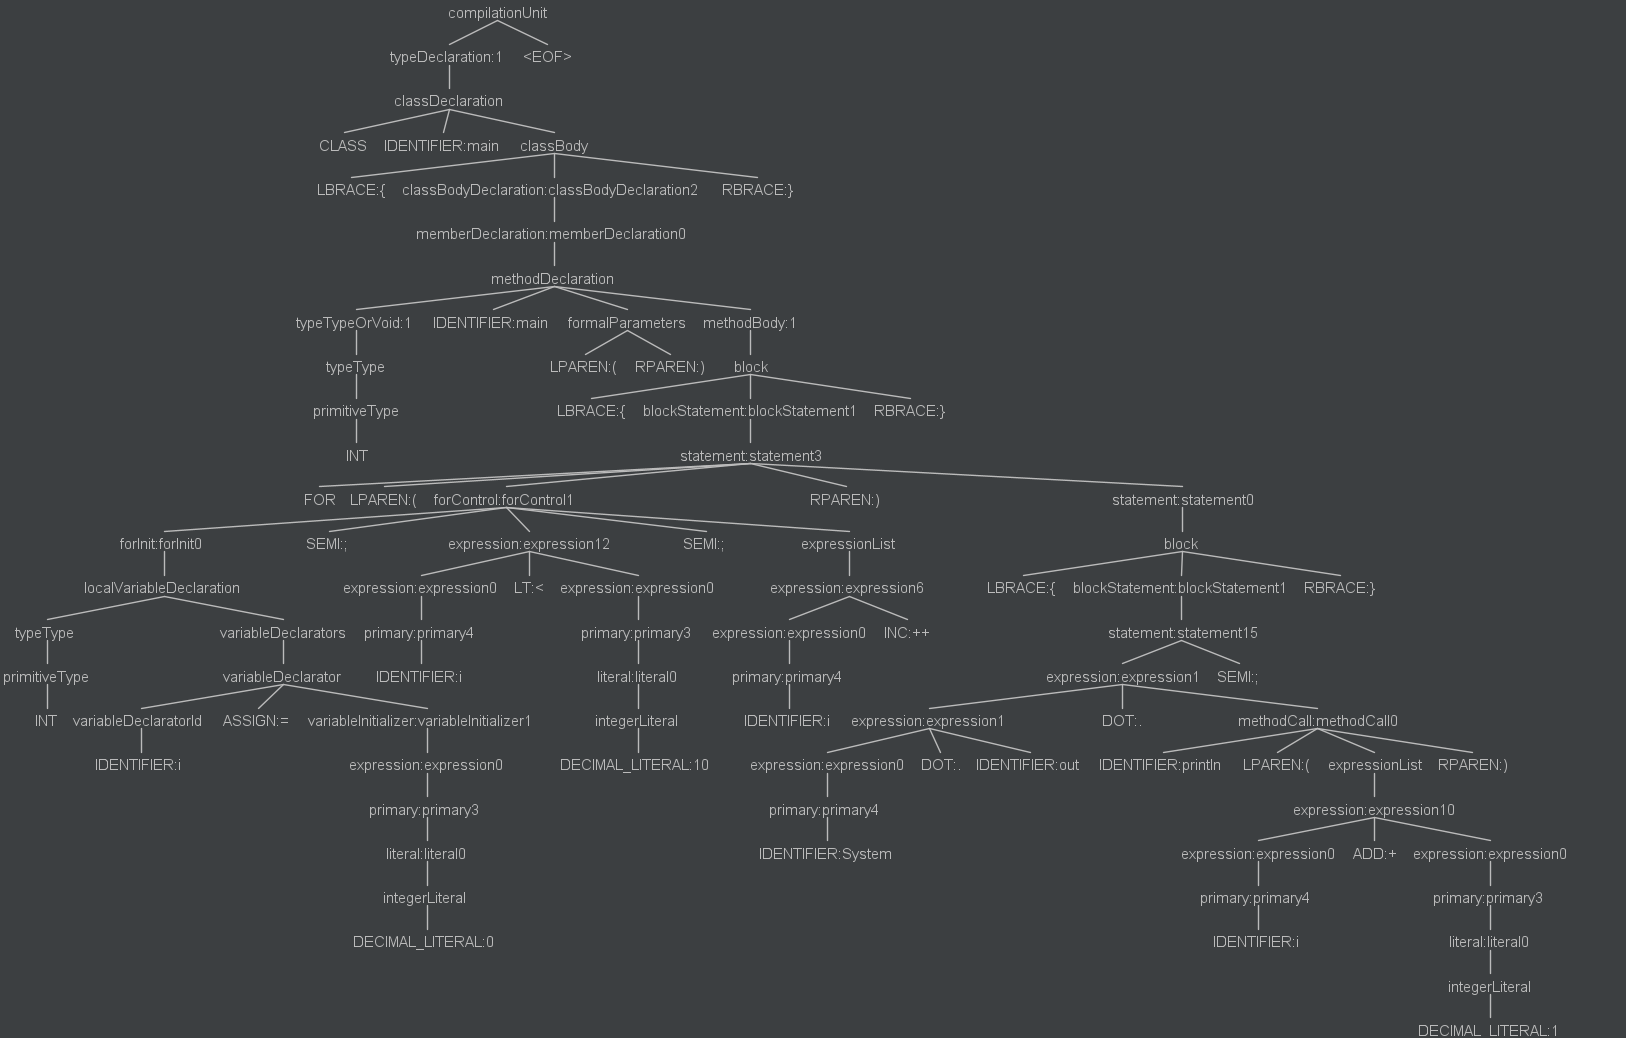 compilationUnit
typeDeclaration:1 <EOF>
classDeclaration
CLASS IDENTIFIER:main classBody
LBRACE:{ classBodyDeclaration:classBodyDeclaration2 RBRACE:}
memberDeclaration:memberDeclaration0
methodDeclaration
typeTypeOrVoid:1 IDENTIFIER:main formalParameters methodBody:1
typeType LPAREN:( RPAREN:) block
primitiveType LBRACE:{ blockStatement:blockStatement1 RBRACE:}
INT statement:statement3
FOR LPAREN:( forControl:forControl1 RPAREN:) statement:statement0
forInit:forInit0 SEMI:; expression:expression12 SEMI:; expressionList block
localVariableDeclaration expression:expression0 LT:< expression:expression0 expression:expression6 LBRACE:{ blockStatement:blockStatement1 RBRACE:}
typeType variableDeclarators primary:primary4 primary:primary3 expression:expression0 INC:++ statement:statement15
primitiveType variableDeclarator IDENTIFIER:i literal:literal0 primary:primary4 expression:expression1 SEMI:;
INT variableDeclaratorId ASSIGN:= variableInitializer:variableInitializer1 integerLiteral IDENTIFIER:i expression:expression1 DOT:. methodCall:methodCall0
IDENTIFIER:i expression:expression0 DECIMAL_LITERAL:10 expression:expression0 DOT:. IDENTIFIER:out IDENTIFIER:println LPAREN:( expressionList RPAREN:)
primary:primary3 primary:primary4 expression:expression10
literal:literal0 IDENTIFIER:System expression:expression0 ADD:+ expression:expression0
integerLiteral primary:primary4 primary:primary3
DECIMAL_LITERAL:0 IDENTIFIER:i literal:literal0
integerLiteral
DECIMAL_LITERAL:1